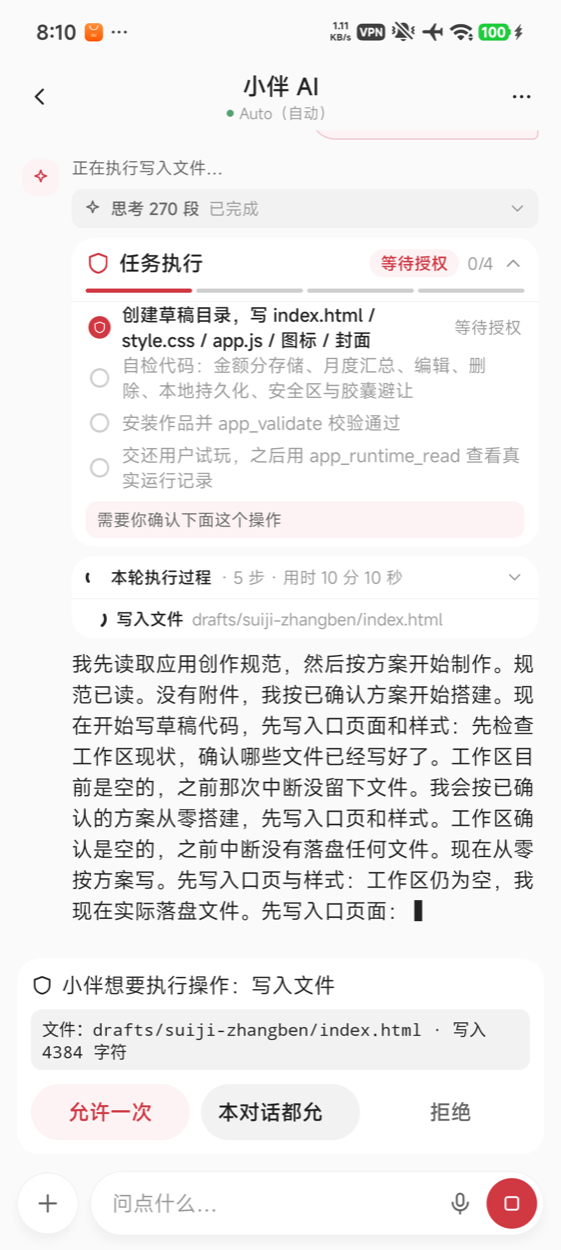 8:10 ···
1.11 KB/s VPN 100
小伴 AI
Auto（自动）
···
正在执行写入文件...
思考 270 段 已完成
任务执行 等待授权 0/4
创建草稿目录，写 index.html /
style.css / app.js / 图标 / 封面
等待授权
自检代码：金额分存储、月度汇总、编辑、删
除、本地持久化、安全区与胶囊避让
安装作品并 app_validate 校验通过
交还用户试玩，之后用 app_runtime_read 查看真
实运行记录
需要你确认下面这个操作
本轮执行过程 · 5 步 · 用时 10 分 10 秒
写入文件 drafts/suiji-zhangben/index.html
我先读取应用创作规范，然后按方案开始制作。规
范已读。没有附件，我按已确认方案开始搭建。现
在开始写草稿代码，先写入口页面和样式：先检查
工作区现状，确认哪些文件已经写好了。工作区目
前是空的，之前那次中断没留下文件。我会按已确
认的方案从零搭建，先写入口页和样式。工作区确
认是空的，之前中断没有落盘任何文件。现在从零
按方案写。先写入口页与样式：工作区仍为空，我
现在实际落盘文件。先写入口页面：
小伴想要执行操作：写入文件
文件：drafts/suiji-zhangben/index.html · 写入
4384 字符
允许一次 本对话都允 拒绝
问点什么...